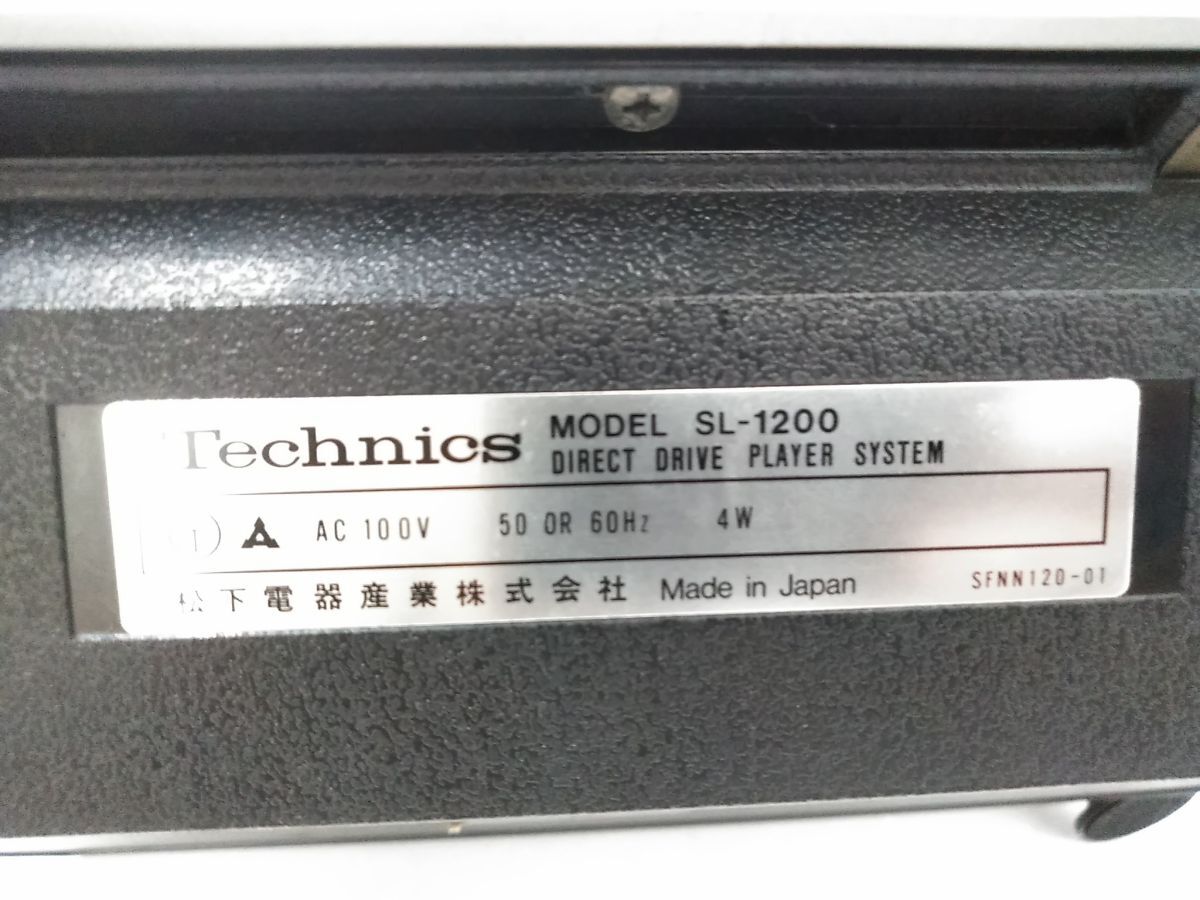 Technics
MODEL SL-1200
DIRECT DRIVE PLAYER SYSTEM
AC 100V 50 OR 60Hz 4W
松下電器産業株式会社 Made in Japan SFNN120-01